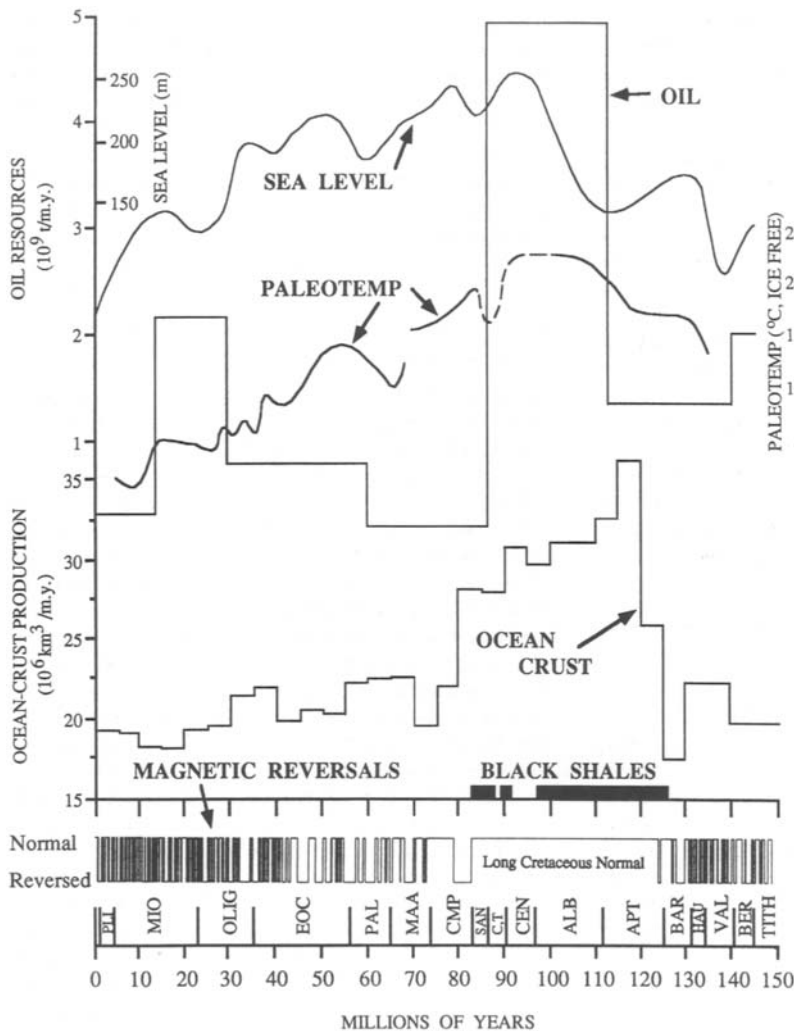 5
4
3
2
1
OIL RESOURCES
(10⁹ t/m.y.)
250
200
150
SEA LEVEL (m)
OIL
SEA LEVEL
PALEOTEMP
2
2
1
1
PALEOTEMP (°C, ICE FREE)
35
30
25
20
15
OCEAN-CRUST PRODUCTION
(10⁶ km³/m.y.)
OCEAN
CRUST
MAGNETIC REVERSALS
BLACK SHALES
Normal
Reversed
Long Cretaceous Normal
MIO
OLIG
EOC
PAL
MAA
CMP
SAN
C,T
CEN
ALB
APT
BAR
HAU
VAL
BER
TITH
0 10 20 30 40 50 60 70 80 90 100 110 120 130 140 150
MILLIONS OF YEARS